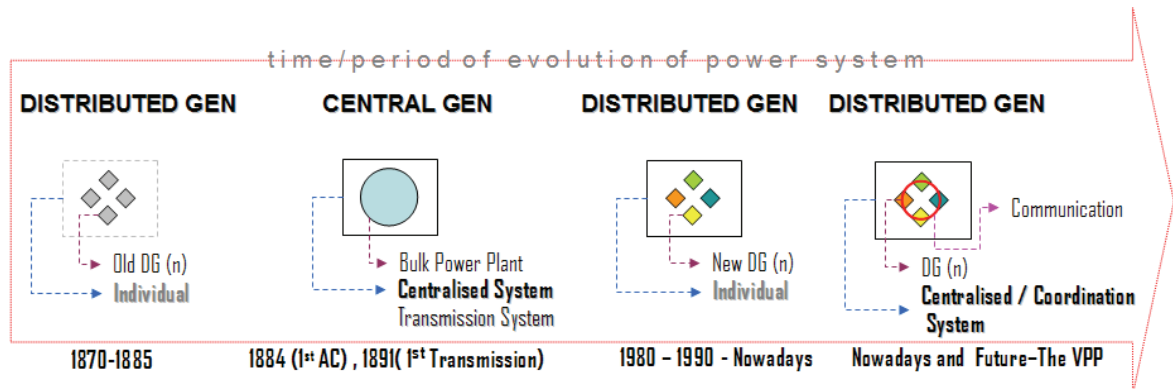 time/period of evolution of power system
DISTRIBUTED GEN
CENTRAL GEN
DISTRIBUTED GEN
DISTRIBUTED GEN
Old DG (n)
Individual
Bulk Power Plant
Centralised System
Transmission System
New DG (n)
Individual
Communication
DG (n)
Centralised / Coordination
System
1870-1885
1884 (1st AC) , 1891( 1st Transmission)
1980 – 1990 - Nowadays
Nowadays and Future–The VPP